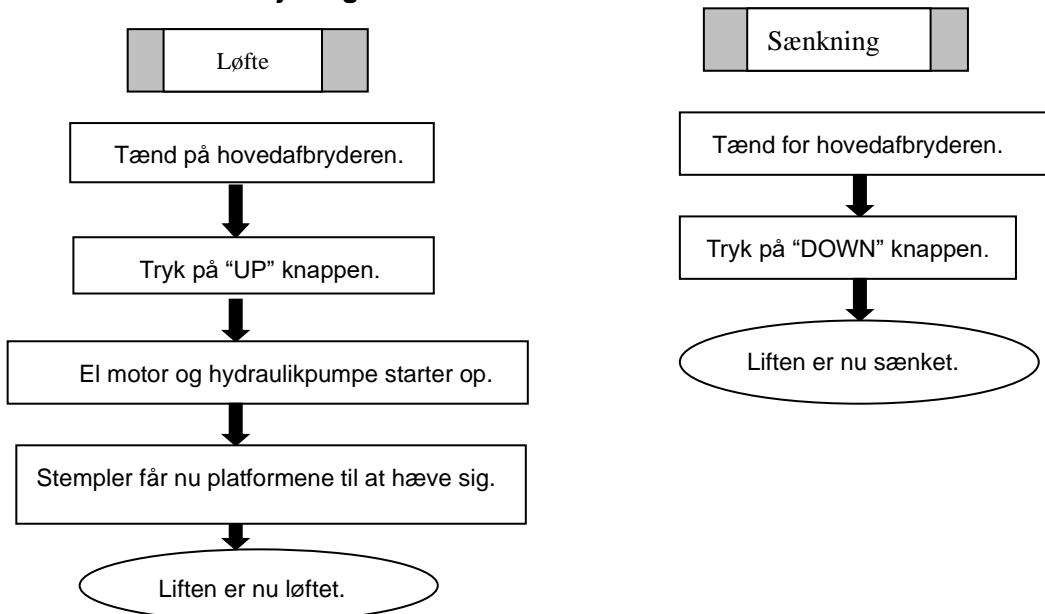 Løfte
Tænd på hovedafbryderen.
Tryk på “UP” knappen.
El motor og hydraulikpumpe starter op.
Stempler får nu platformene til at hæve sig.
Liften er nu løftet.
Sænkning
Tænd for hovedafbryderen.
Tryk på “DOWN” knappen.
Liften er nu sænket.